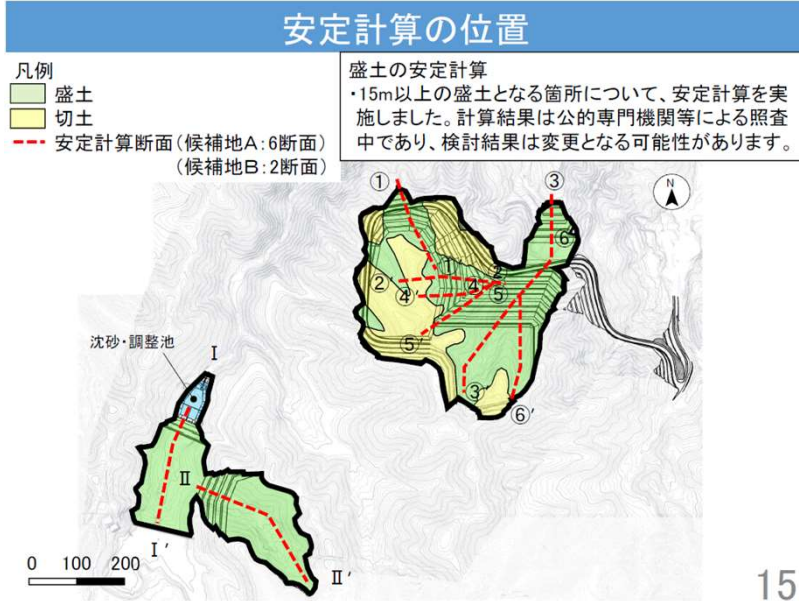 安定計算の位置
凡例
盛土
切土
安定計算断面(候補地A:6断面)
(候補地B:2断面)
盛土の安定計算
・15m以上の盛土となる箇所について、安定計算を実
施しました。計算結果は公的専門機関等による照査
中であり、検討結果は変更となる可能性があります。
①
③
N
⑥
1'
2
②'
④
④'
⑤
⑤'
③'
⑥'
沈砂・調整池
Ⅰ
Ⅱ
Ⅰ'
Ⅱ'
0 100 200
15